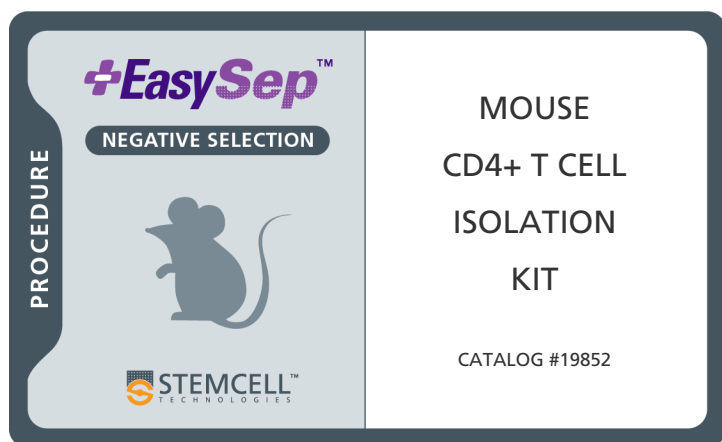 PROCEDURE
EasySep™
NEGATIVE SELECTION
STEMCELL™
TECHNOLOGIES
MOUSE
CD4+ T CELL
ISOLATION
KIT
CATALOG #19852